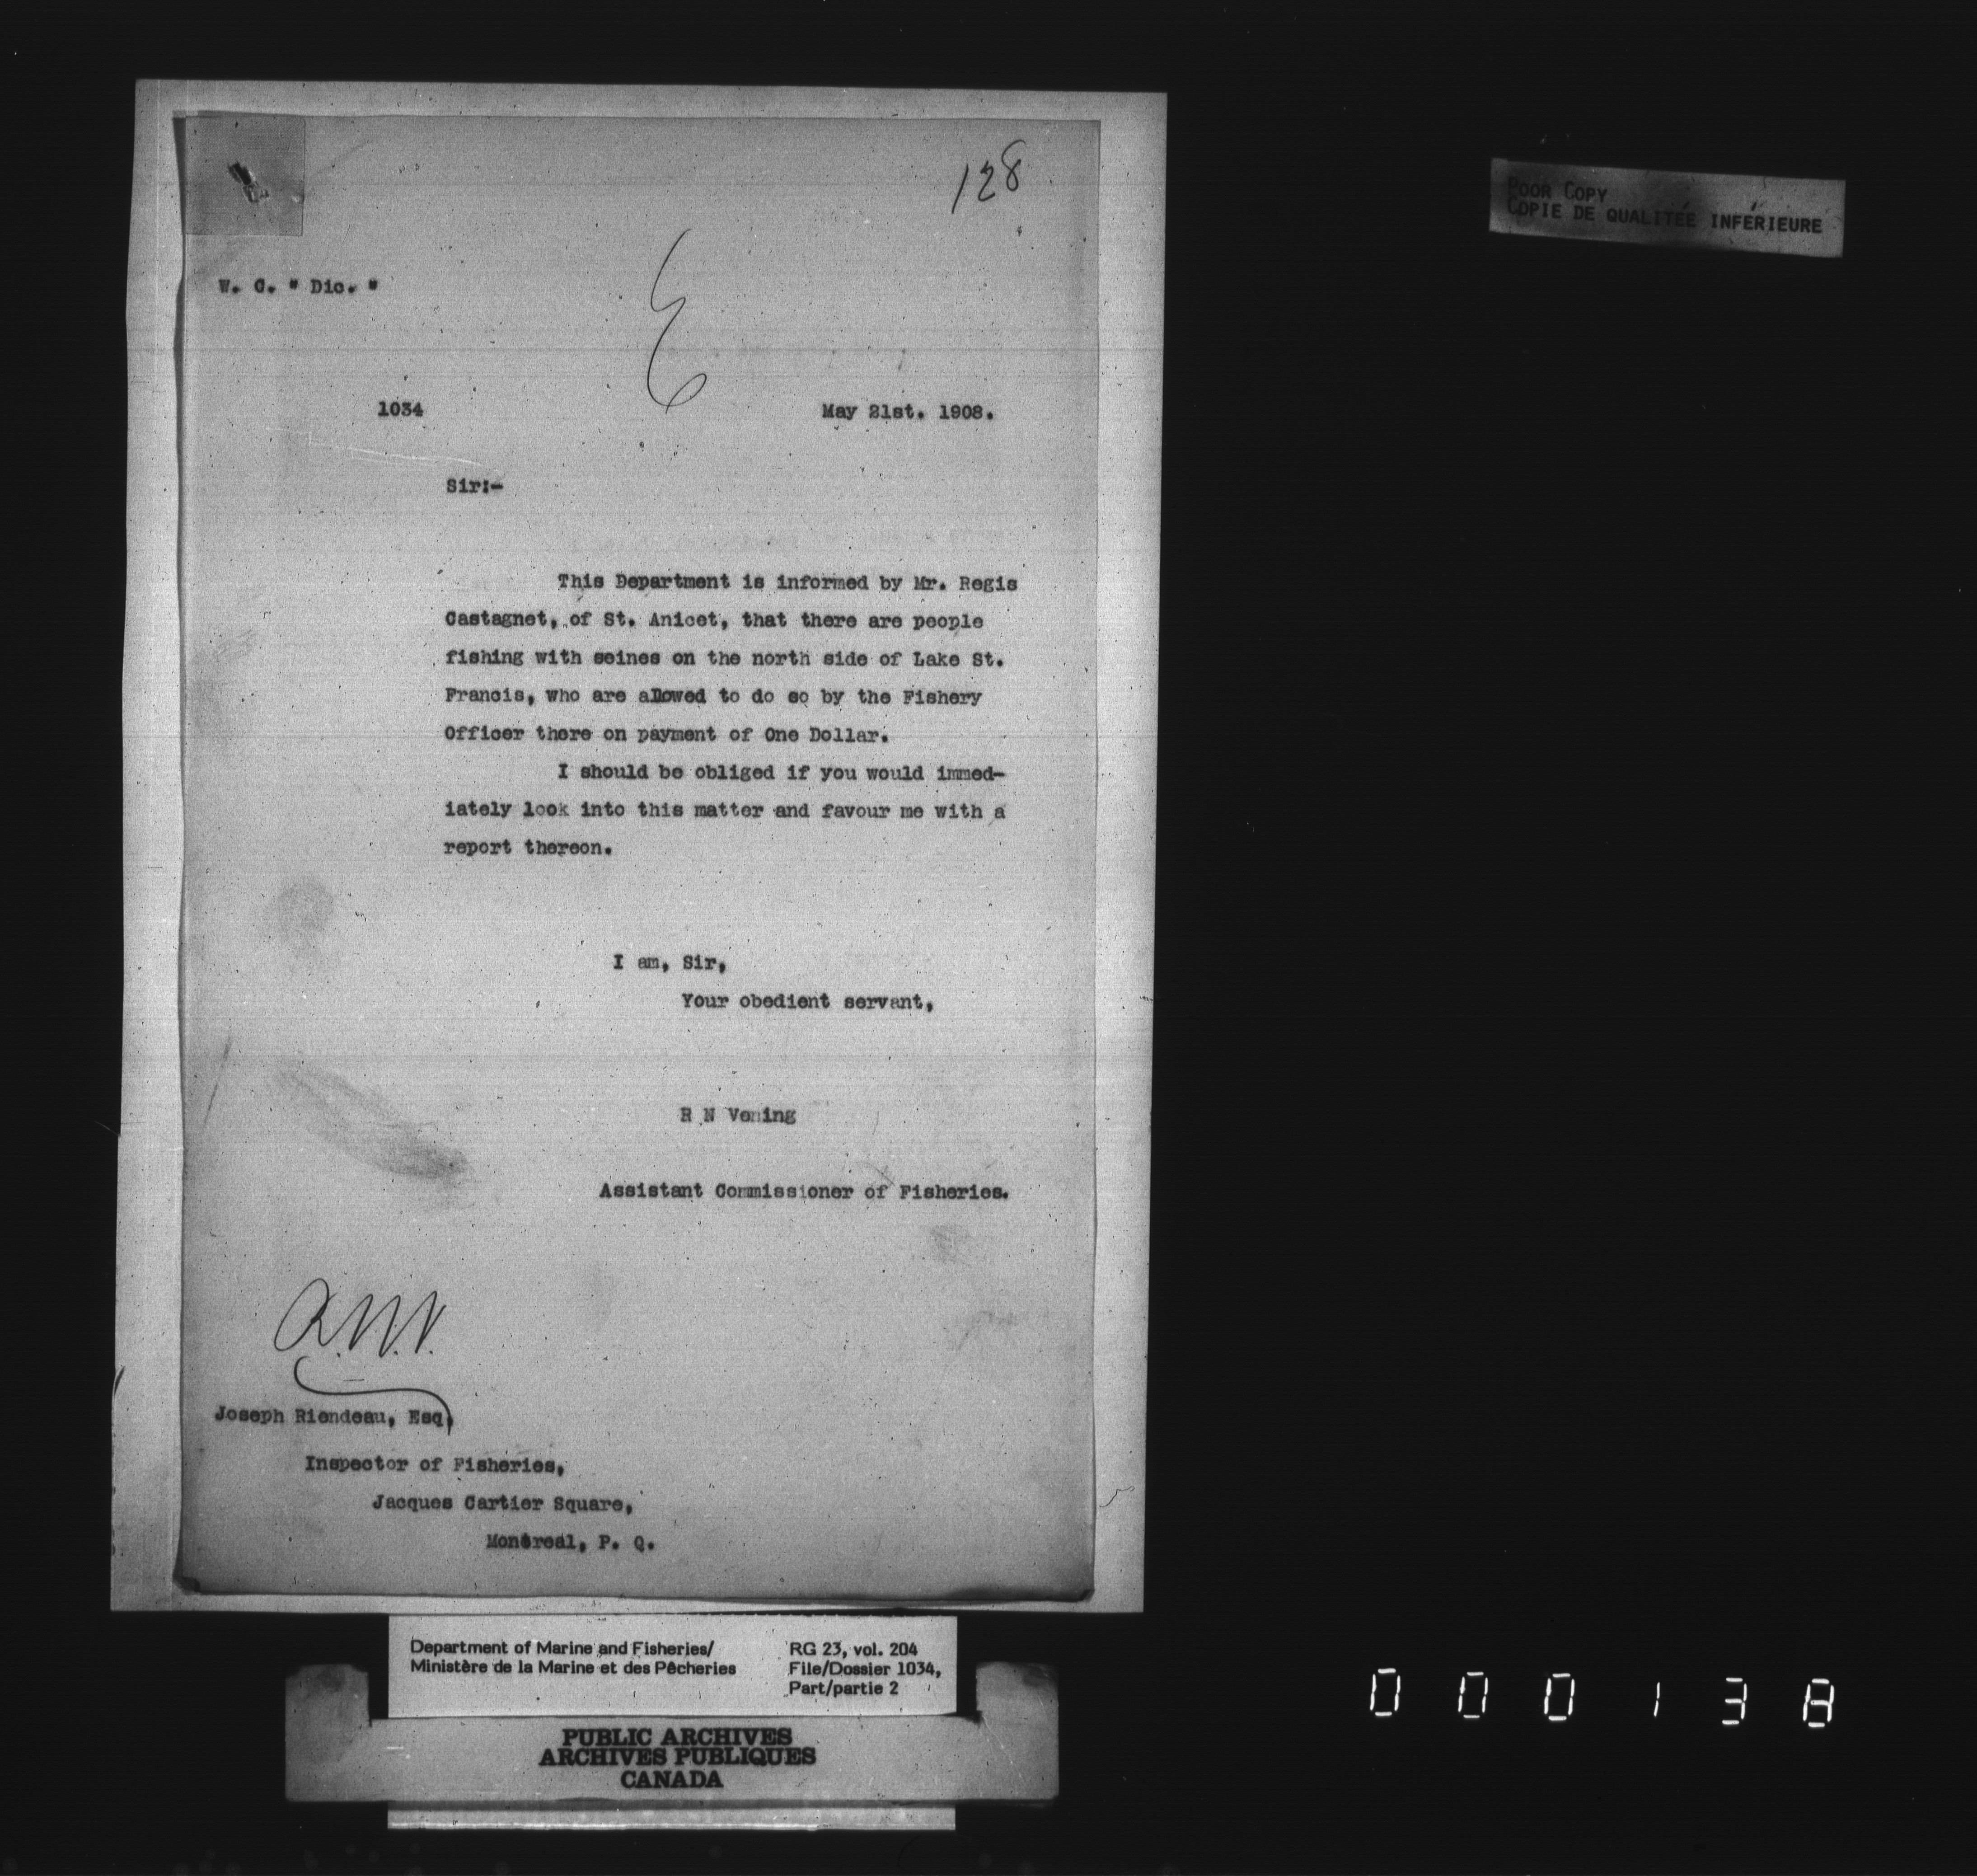 128
POOR COPY
COPIE DE QUALITÉE INFÉRIEURE
W. C. " Dic. "
1034 May 21st. 1908.
Sir:-
This Department is informed by Mr. Regis
Castagnet, of St. Anicet, that there are people
fishing with seines on the north side of Lake St.
Francis, who are allowed to do so by the Fishery
Officer there on payment of One Dollar.
I should be obliged if you would immed-
iately look into this matter and favour me with a
report thereon.
I am, Sir,
Your obedient servant,
R N Vening
Assistant Commissioner of Fisheries.
Joseph Riendeau, Esq,
Inspector of Fisheries,
Jacques Cartier Square,
Montreal, P. Q.
Department of Marine and Fisheries/ RG 23, vol. 204
Ministère de la Marine et des Pêcheries File/Dossier 1034,
Part/partie 2
PUBLIC ARCHIVES
ARCHIVES PUBLIQUES
CANADA
000138